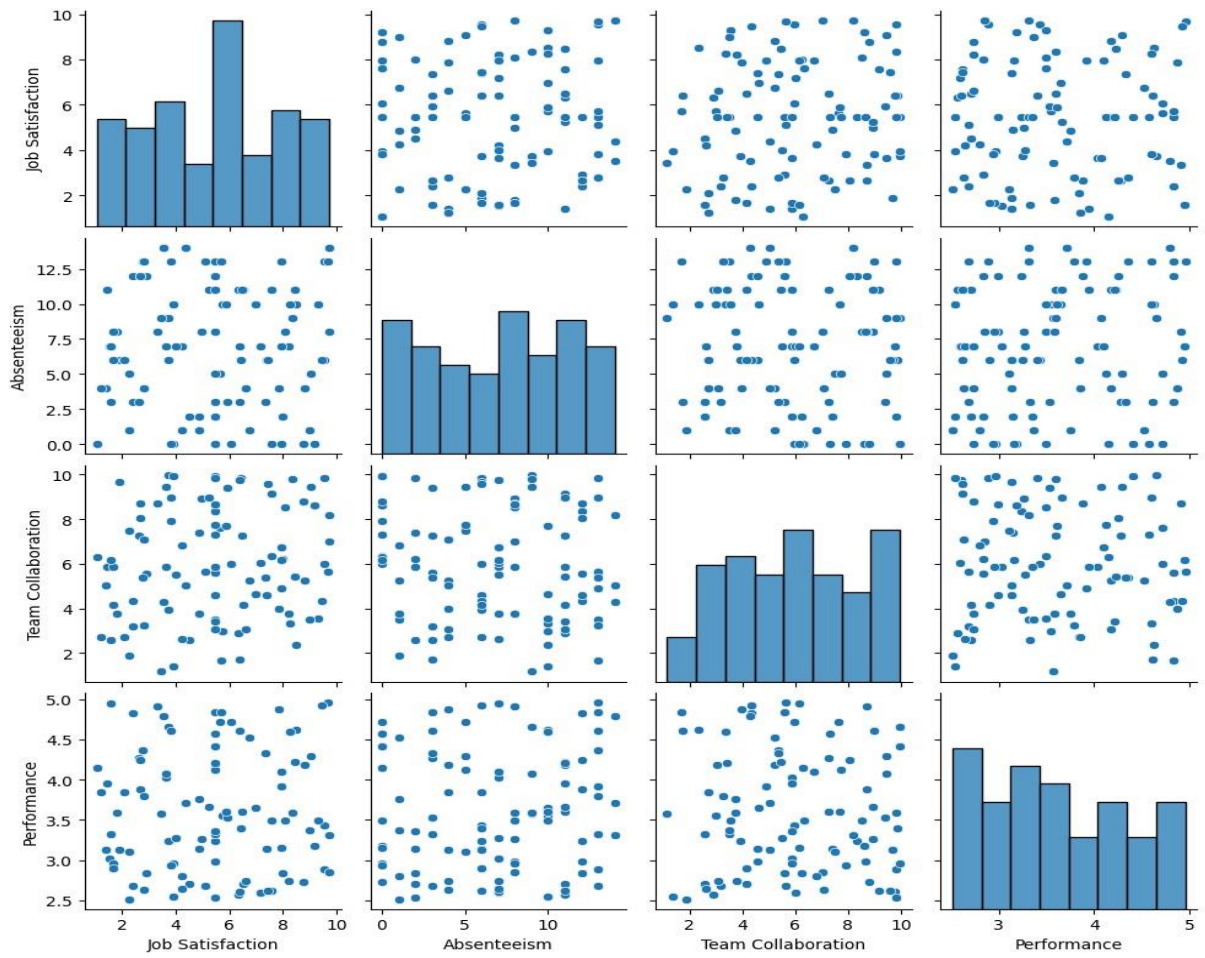 10
8
6
4
2
Job Satisfaction
12.5
10.0
7.5
5.0
2.5
0.0
Absenteeism
10
8
6
4
2
Team Collaboration
5.0
4.5
4.0
3.5
3.0
2.5
Performance
2 4 6 8 10
0 5 10
2 4 6 8 10
3 4 5
Job Satisfaction
Absenteeism
Team Collaboration
Performance